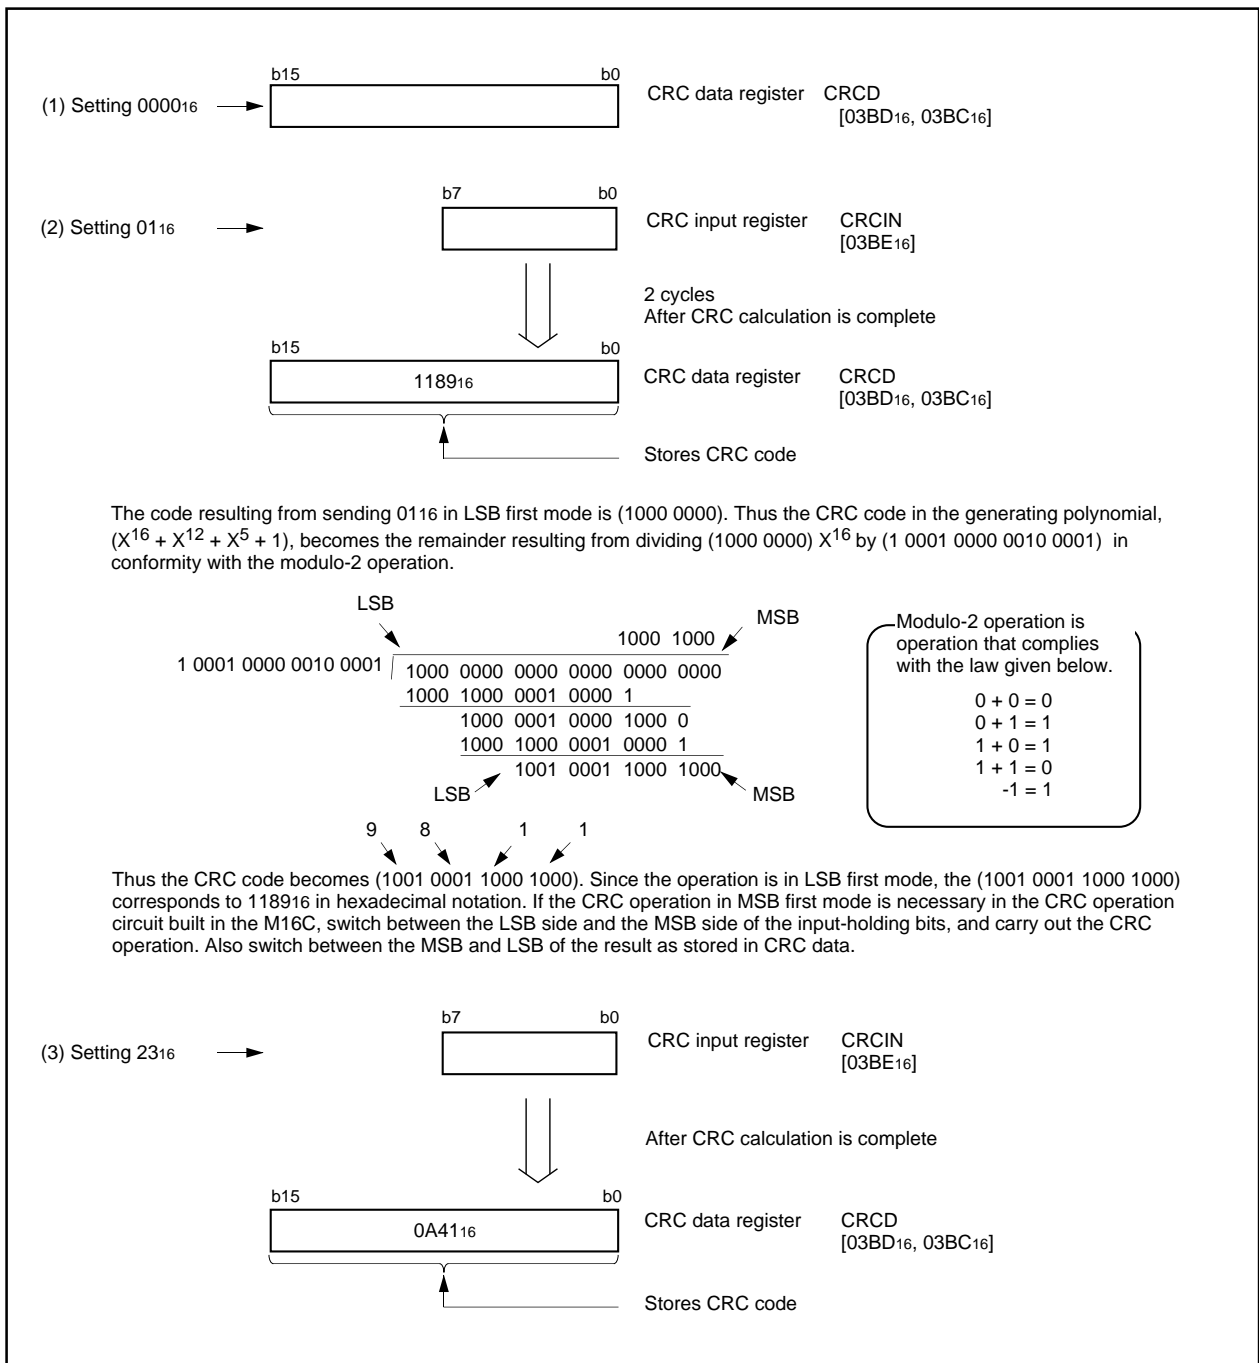 b15 b0
(1) Setting 000016
CRC data register CRCD
[03BD16, 03BC16]
b7 b0
(2) Setting 0116
CRC input register CRCIN
[03BE16]
2 cycles
After CRC calculation is complete
b15 b0
118916
CRC data register CRCD
[03BD16, 03BC16]
Stores CRC code
The code resulting from sending 0116 in LSB first mode is (1000 0000). Thus the CRC code in the generating polynomial,
(X16 + X12 + X5 + 1), becomes the remainder resulting from dividing (1000 0000) X16 by (1 0001 0000 0010 0001) in
conformity with the modulo-2 operation.
LSB
MSB
1000 1000
1 0001 0000 0010 0001
1000 0000 0000 0000 0000 0000
1000 1000 0001 0000 1
1000 0001 0000 1000 0
1000 1000 0001 0000 1
1001 0001 1000 1000
LSB
MSB
Modulo-2 operation is
operation that complies
with the law given below.
0 + 0 = 0
0 + 1 = 1
1 + 0 = 1
1 + 1 = 0
-1 = 1
9 8 1 1
Thus the CRC code becomes (1001 0001 1000 1000). Since the operation is in LSB first mode, the (1001 0001 1000 1000)
corresponds to 118916 in hexadecimal notation. If the CRC operation in MSB first mode is necessary in the CRC operation
circuit built in the M16C, switch between the LSB side and the MSB side of the input-holding bits, and carry out the CRC
operation. Also switch between the MSB and LSB of the result as stored in CRC data.
b7 b0
(3) Setting 2316
CRC input register CRCIN
[03BE16]
After CRC calculation is complete
b15 b0
0A4116
CRC data register CRCD
[03BD16, 03BC16]
Stores CRC code